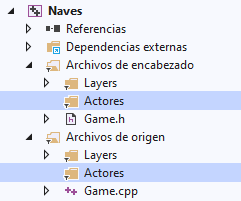 Naves
Referencias
Dependencias externas
Archivos de encabezado
Layers
Actores
Game.h
Archivos de origen
Layers
Actores
Game.cpp